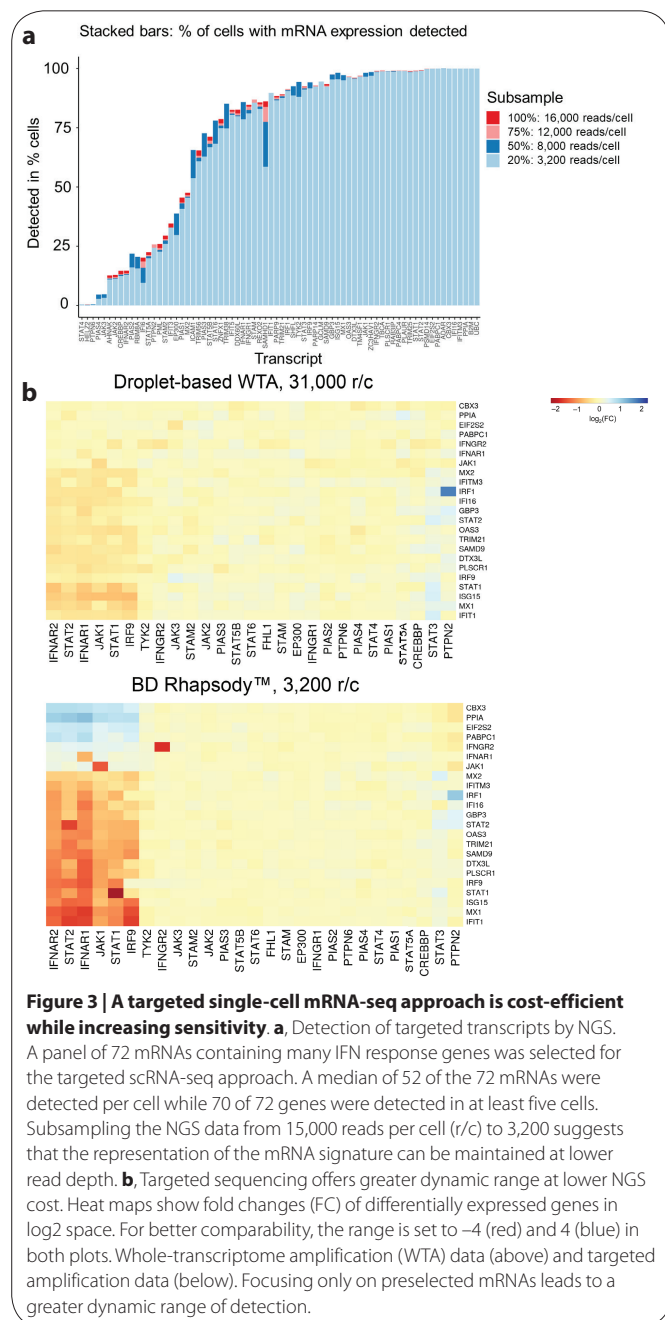 a
Stacked bars: % of cells with mRNA expression detected
Detected in % cells
100
75
50
25
0
Transcript
Subsample
100%: 16,000 reads/cell
75%: 12,000 reads/cell
50%: 8,000 reads/cell
20%: 3,200 reads/cell
b
Droplet-based WTA, 31,000 r/c
−2 −1 0 1 2
log2(FC)
CBX3
PPIA
EIF2S2
PABPC1
IFNGR2
IFNAR1
JAK1
MX2
IFITM3
IRF1
IFI16
GBP3
STAT2
OAS3
TRIM21
SAMD9
DTX3L
PLSCR1
IRF9
STAT1
ISG15
MX1
IFIT1
IFNAR2 STAT2 IFNAR1 JAK1 STAT1 IRF9 TYK2 IFNGR2 JAK3 STAM2 JAK2 PIAS3 STAT5B STAT6 FHL1 STAM EP300 IFNGR1 PIAS2 PTPN6 PIAS4 STAT4 PIAS1 STAT5A CREBBP STAT3 PTPN2
BD Rhapsody™, 3,200 r/c
CBX3
PPIA
EIF2S2
PABPC1
IFNGR2
IFNAR1
JAK1
MX2
IFITM3
IRF1
IFI16
GBP3
STAT2
OAS3
TRIM21
SAMD9
DTX3L
PLSCR1
IRF9
STAT1
ISG15
MX1
IFIT1
IFNAR2 STAT2 IFNAR1 JAK1 STAT1 IRF9 TYK2 IFNGR2 JAK3 STAM2 JAK2 PIAS3 STAT5B STAT6 FHL1 STAM EP300 IFNGR1 PIAS2 PTPN6 PIAS4 STAT4 PIAS1 STAT5A CREBBP STAT3 PTPN2
Figure 3 | A targeted single-cell mRNA-seq approach is cost-efficient
while increasing sensitivity. a, Detection of targeted transcripts by NGS.
A panel of 72 mRNAs containing many IFN response genes was selected for
the targeted scRNA-seq approach. A median of 52 of the 72 mRNAs were
detected per cell while 70 of 72 genes were detected in at least five cells.
Subsampling the NGS data from 15,000 reads per cell (r/c) to 3,200 suggests
that the representation of the mRNA signature can be maintained at lower
read depth. b, Targeted sequencing offers greater dynamic range at lower NGS
cost. Heat maps show fold changes (FC) of differentially expressed genes in
log2 space. For better comparability, the range is set to –4 (red) and 4 (blue) in
both plots. Whole-transcriptome amplification (WTA) data (above) and targeted
amplification data (below). Focusing only on preselected mRNAs leads to a
greater dynamic range of detection.